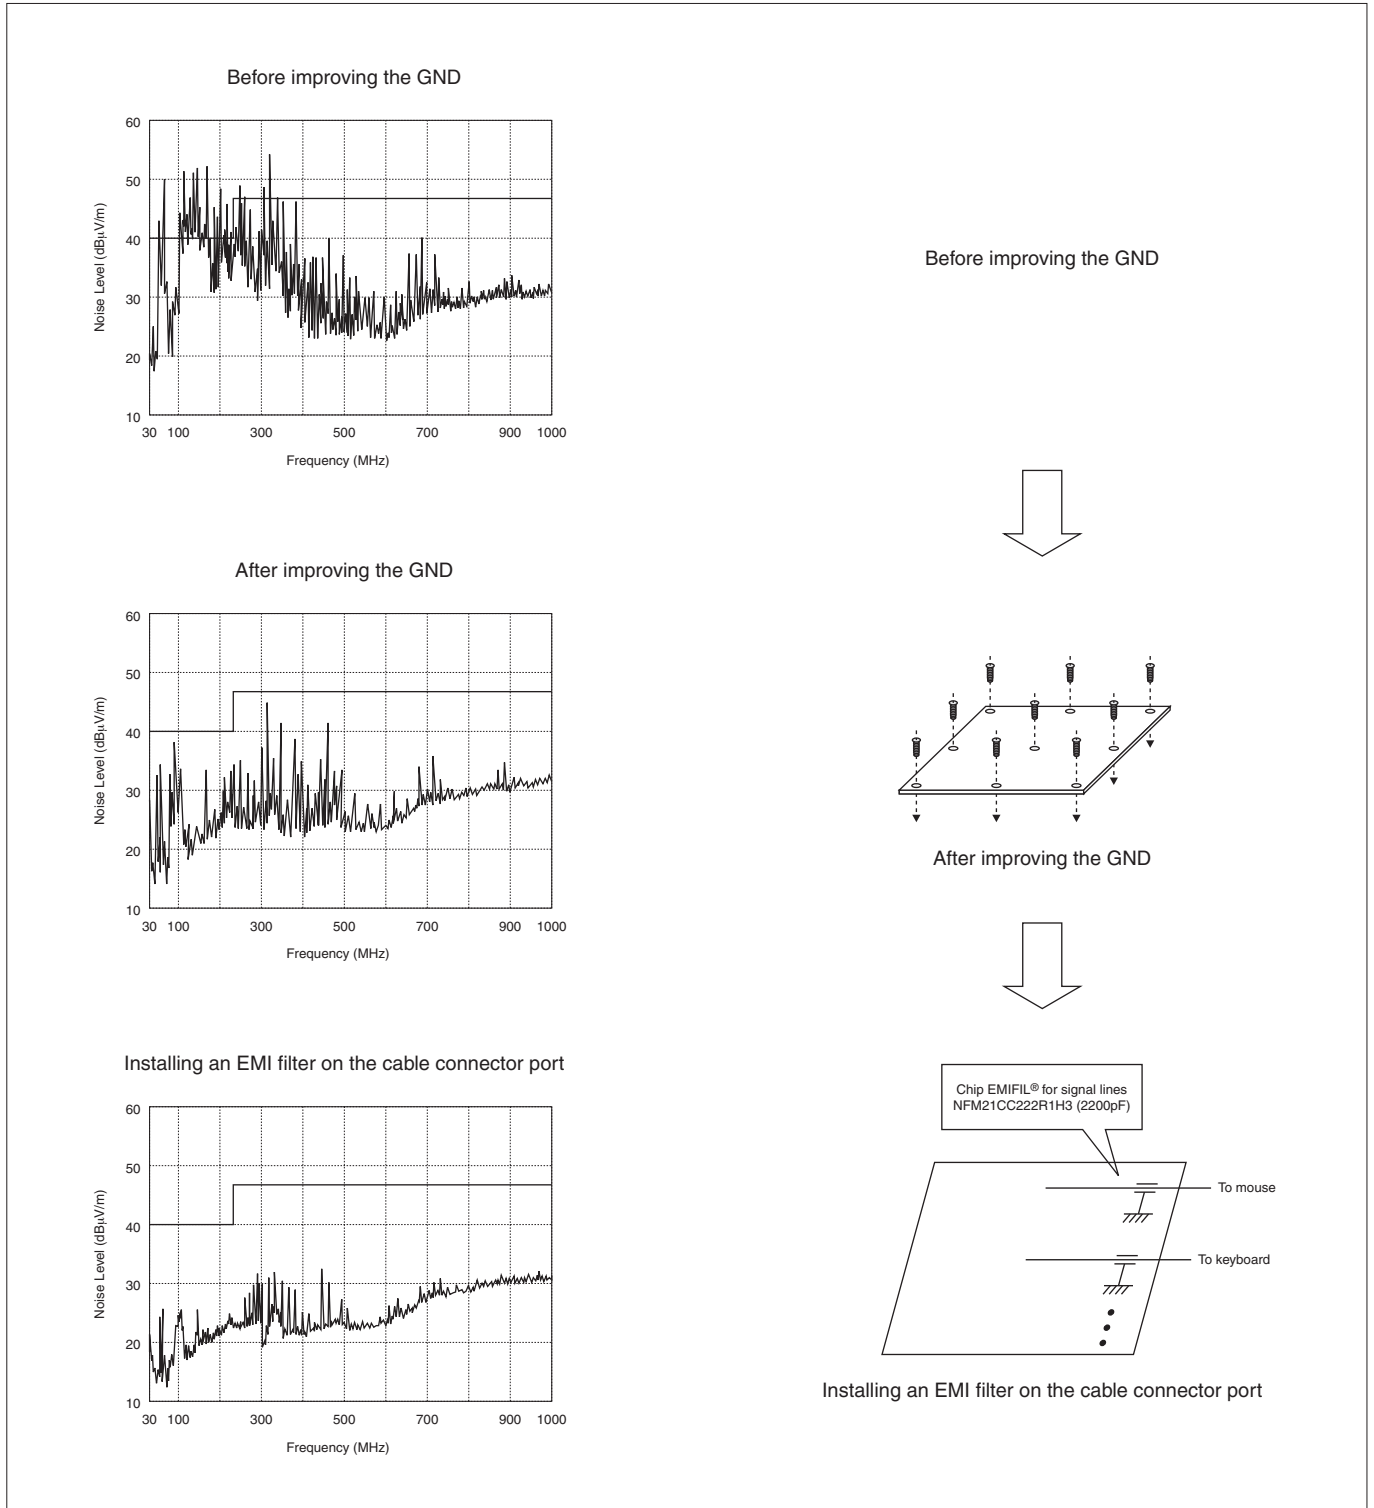 Before improving the GND
60
50
40
30
20
10
Noise Level (dBμV/m)
30 100 300 500 700 900 1000
Frequency (MHz)
Before improving the GND
After improving the GND
60
50
40
30
20
10
Noise Level (dBμV/m)
30 100 300 500 700 900 1000
Frequency (MHz)
After improving the GND
Installing an EMI filter on the cable connector port
60
50
40
30
20
10
Noise Level (dBμV/m)
30 100 300 500 700 900 1000
Frequency (MHz)
Chip EMIFIL® for signal lines
NFM21CC222R1H3 (2200pF)
To mouse
To keyboard
Installing an EMI filter on the cable connector port